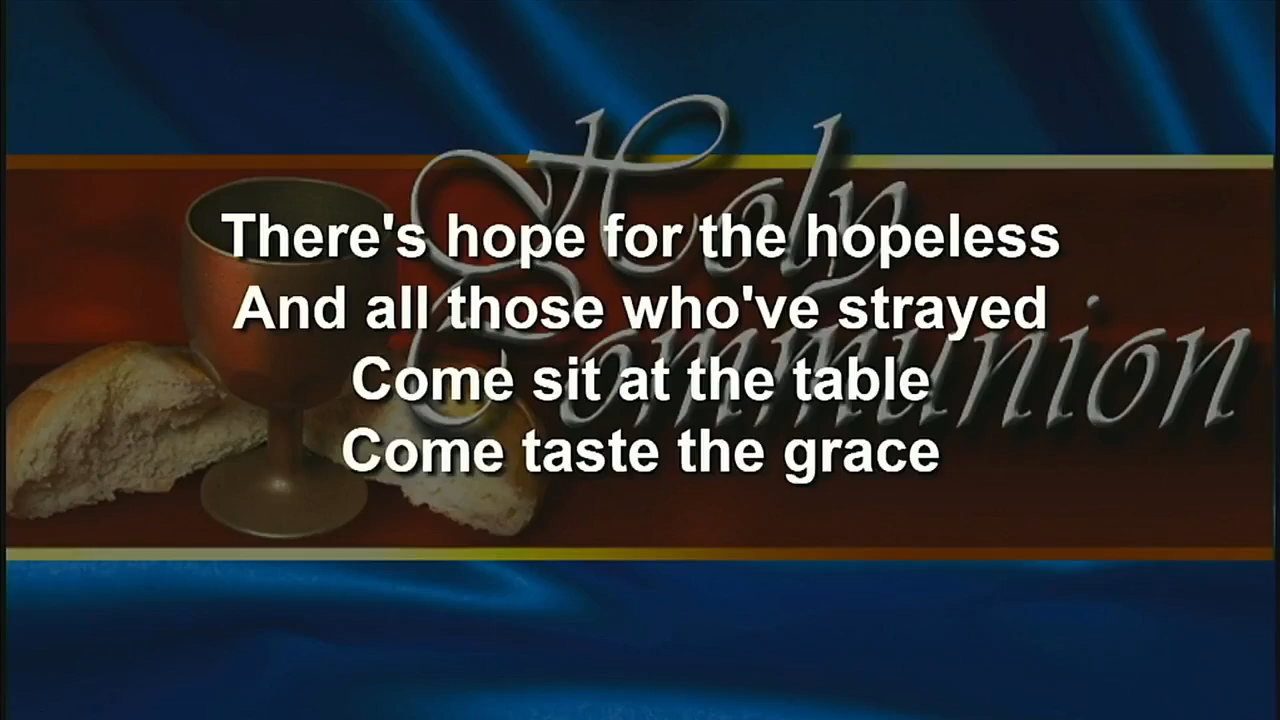 Holy
Communion
There's hope for the hopeless
And all those who've strayed
Come sit at the table
Come taste the grace